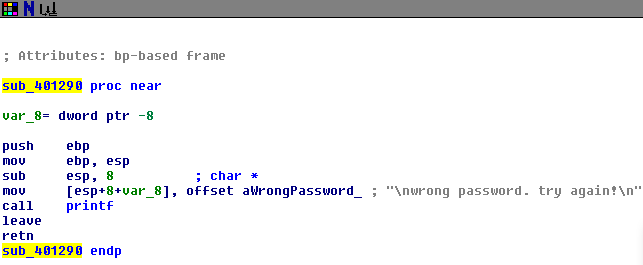 ; Attributes: bp-based frame
sub_401290 proc near
var_8= dword ptr -8
push    ebp
mov     ebp, esp
sub     esp, 8          ; char *
mov     [esp+8+var_8], offset aWrongPassword_ ; "\nwrong password. try again!\n"
call    printf
leave
retn
sub_401290 endp